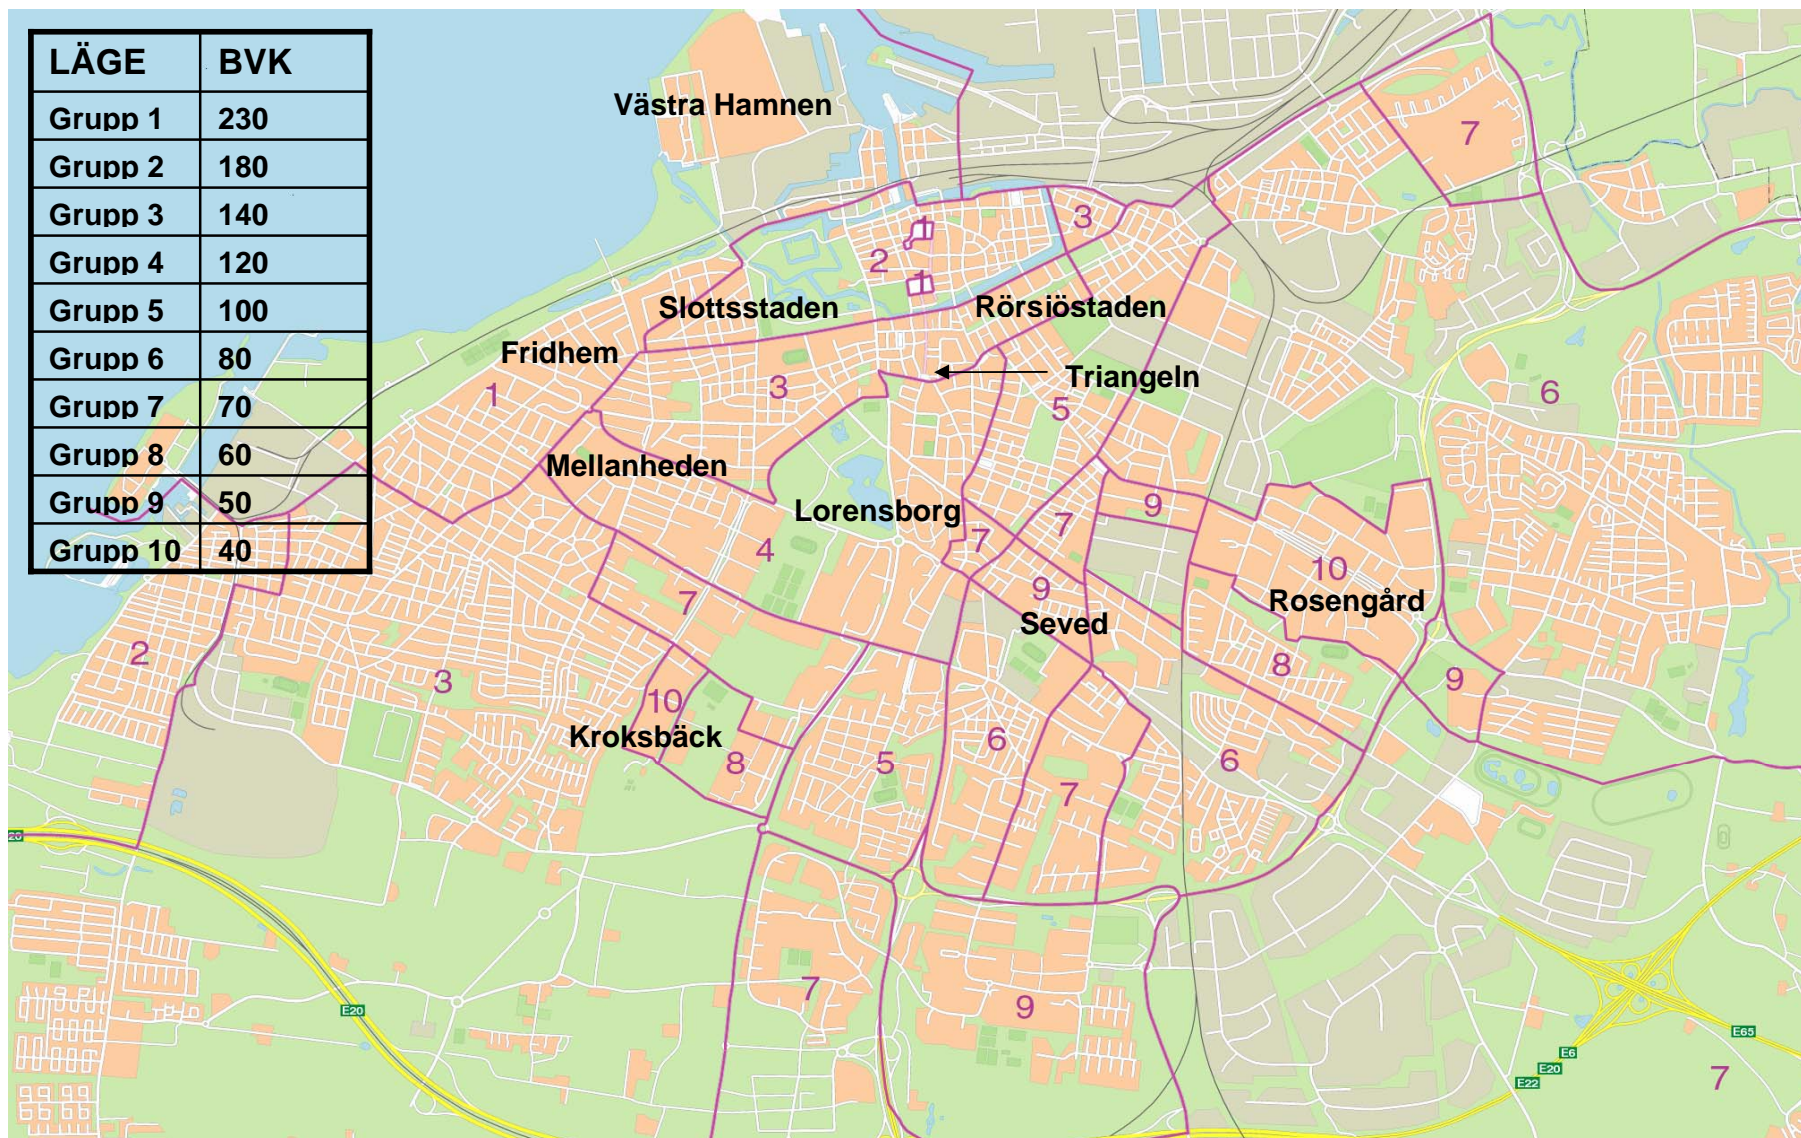 LÄGE BVK
Grupp 1 230
Grupp 2 180
Grupp 3 140
Grupp 4 120
Grupp 5 100
Grupp 6 80
Grupp 7 70
Grupp 8 60
Grupp 9 50
Grupp 10 40
Västra Hamnen
7
3
1
2
1
Slottsstaden
Rörsjöstaden
Fridhem
Triangeln
1
3
5
6
Mellanheden
Lorensborg
9
7
7
4
10
Rosengård
7
9
Seved
2
3
8
9
10
Kroksbäck
8
5
6
6
7
20
7
9
E20
E65
E6
E20
E22
7